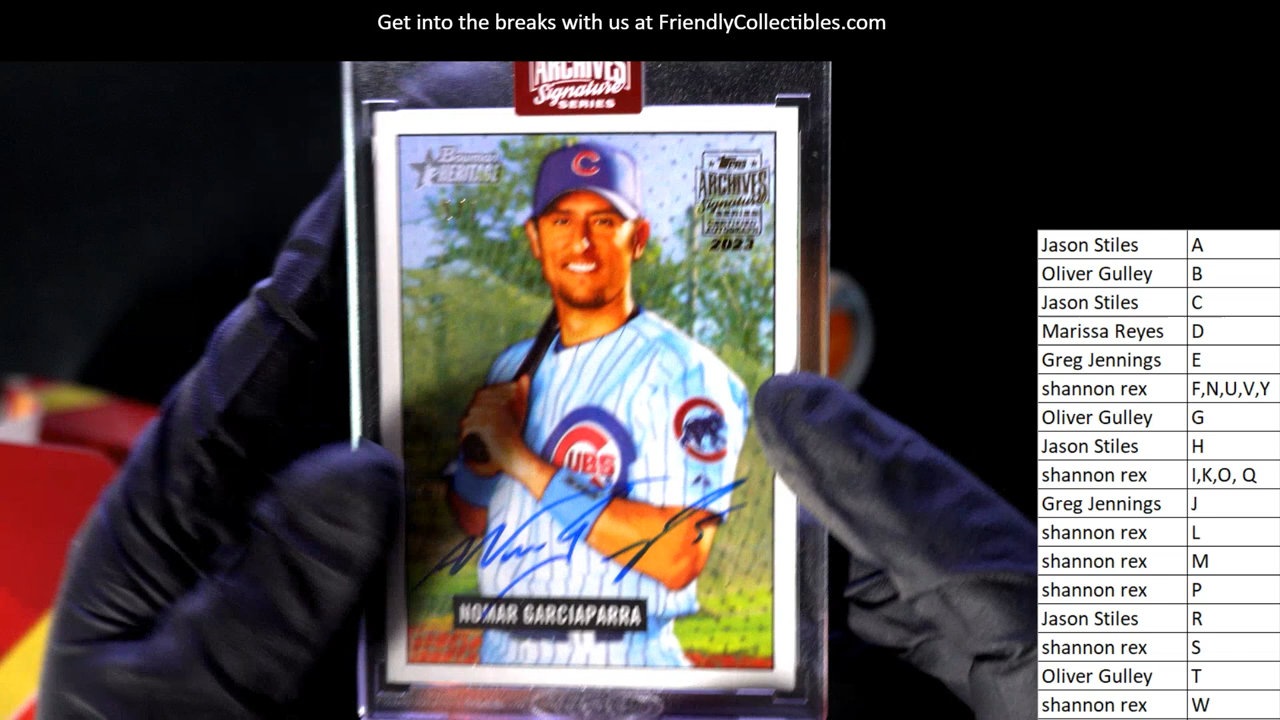 Get into the breaks with us at FriendlyCollectibles.com
ARCHIVES
Signature
SERIES
Bowman
HERITAGE
C
Topps
ARCHIVES
Signature
SERIES
2023
CUBS
NOMAR GARCIAPARRA
Jason Stiles A
Oliver Gulley B
Jason Stiles C
Marissa Reyes D
Greg Jennings E
shannon rex F,N,U,V,Y
Oliver Gulley G
Jason Stiles H
shannon rex I,K,O, Q
Greg Jennings J
shannon rex L
shannon rex M
shannon rex P
Jason Stiles R
shannon rex S
Oliver Gulley T
shannon rex W